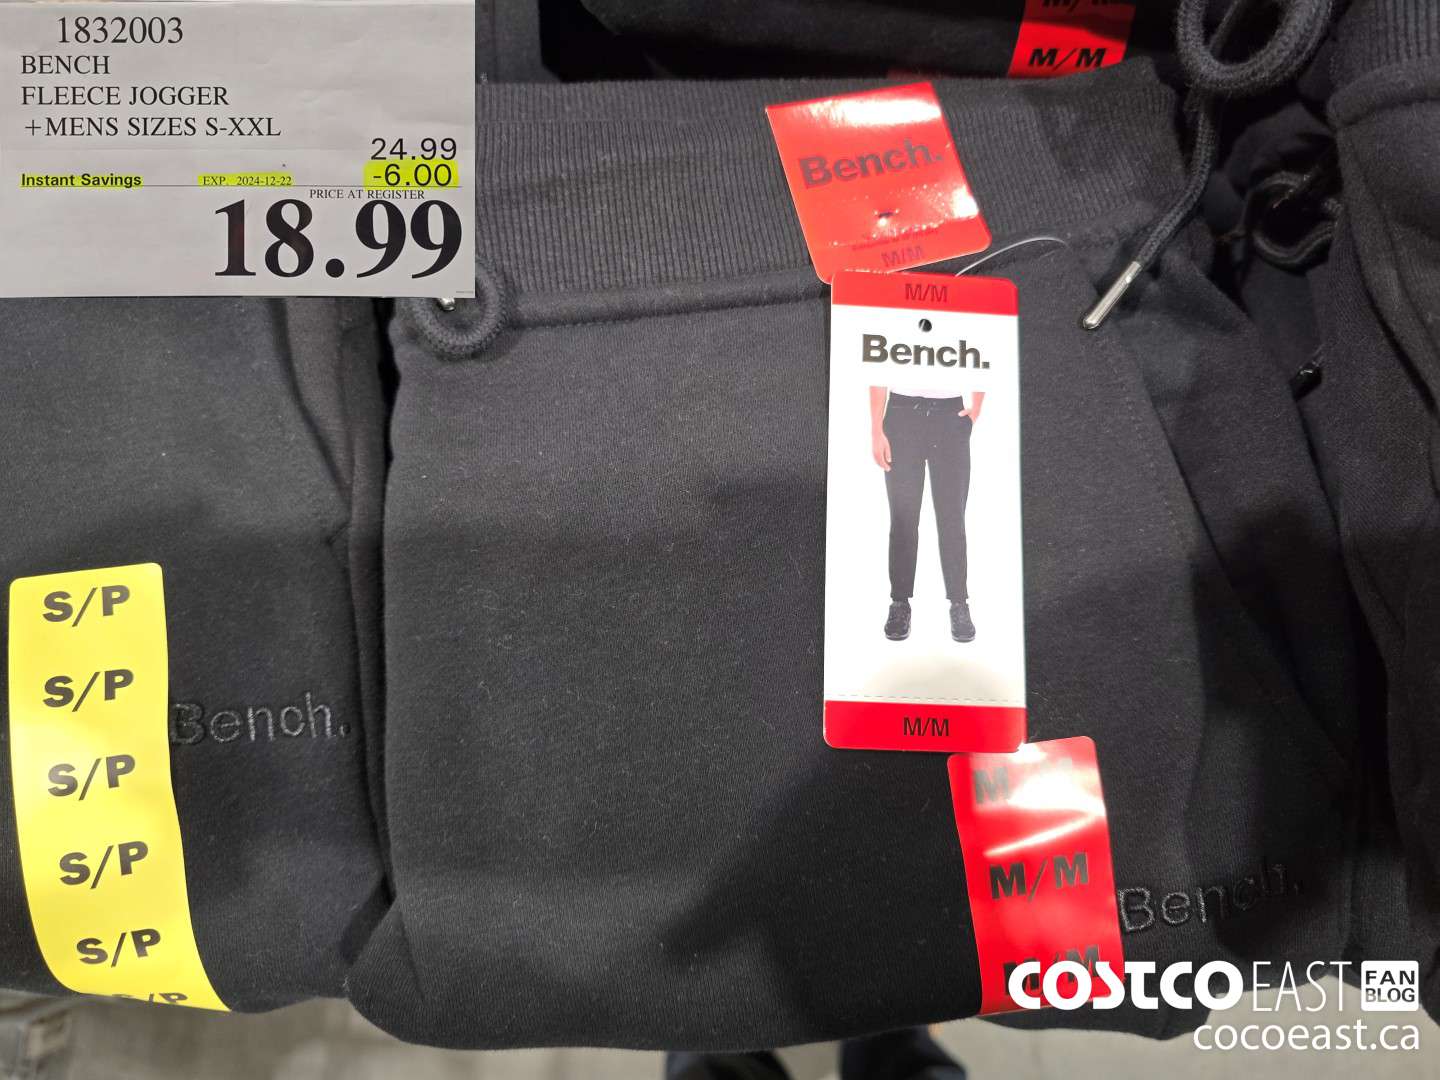 1832003
BENCH
FLEECE JOGGER
+MENS SIZES S-XXL
24.99
Instant Savings EXP. 2024-12-22 -6.00
PRICE AT REGISTER
18.99
M/M
Bench.
M/M
M/M
Bench.
M/M
S/P
S/P
S/P
S/P
S/P
S/P
Bench.
M/M
M/M
M/M
Bench.
COSTCO EAST FAN BLOG
cocoeast.ca